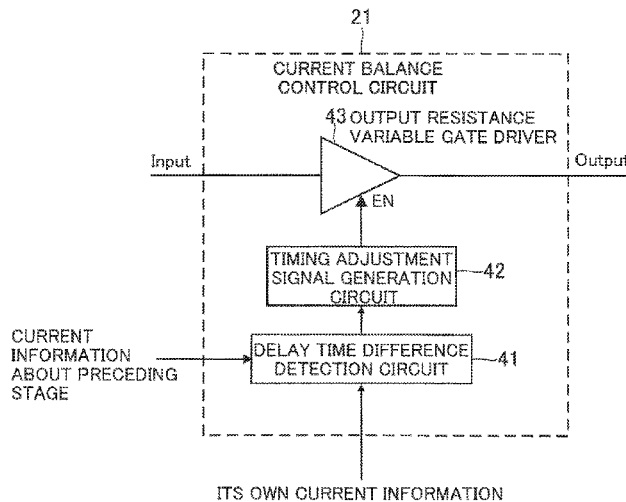 21
CURRENT BALANCE
CONTROL CIRCUIT
43 OUTPUT RESISTANCE
VARIABLE GATE DRIVER
Input
Output
EN
TIMING ADJUSTMENT
SIGNAL GENERATION
CIRCUIT
42
CURRENT
INFORMATION
ABOUT PRECEDING
STAGE
DELAY TIME DIFFERENCE
DETECTION CIRCUIT
41
ITS OWN CURRENT INFORMATION